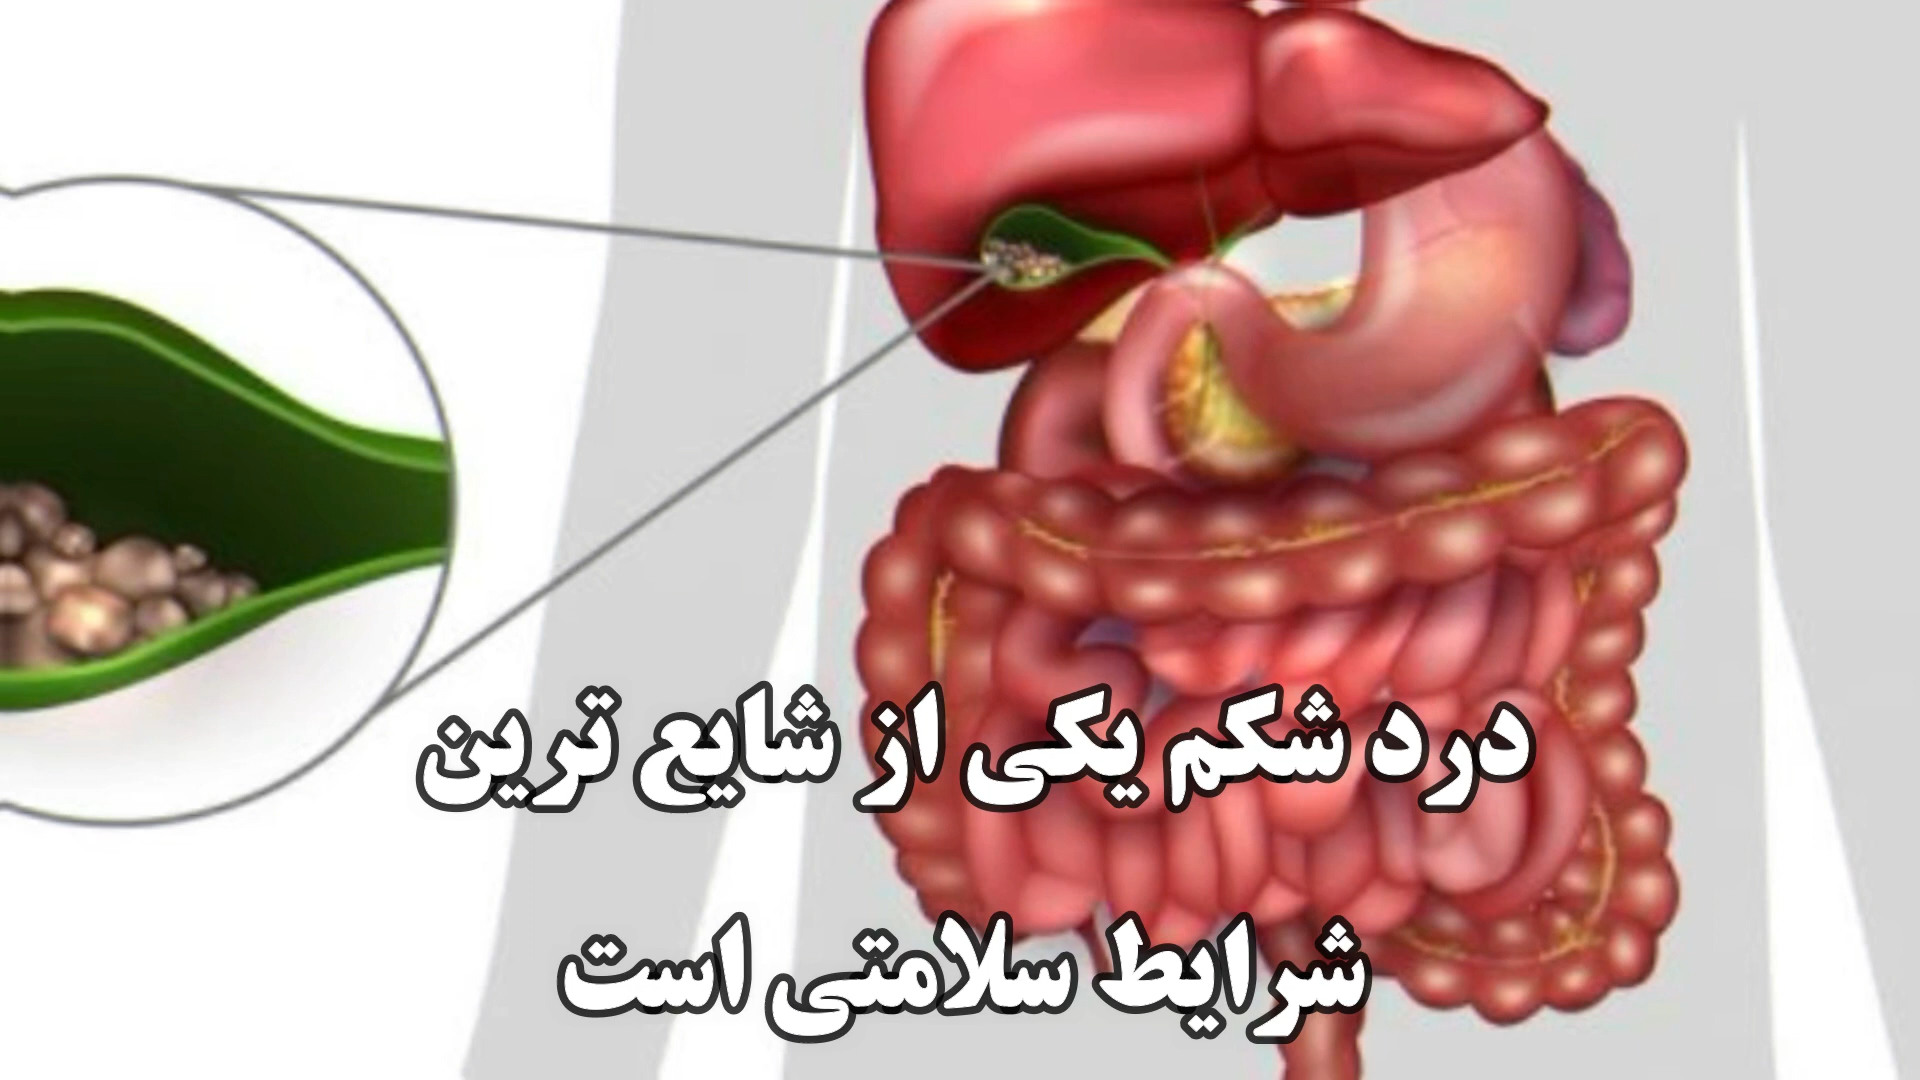 درد شکم یکی از شایع ترین
شرایط سلامتی است